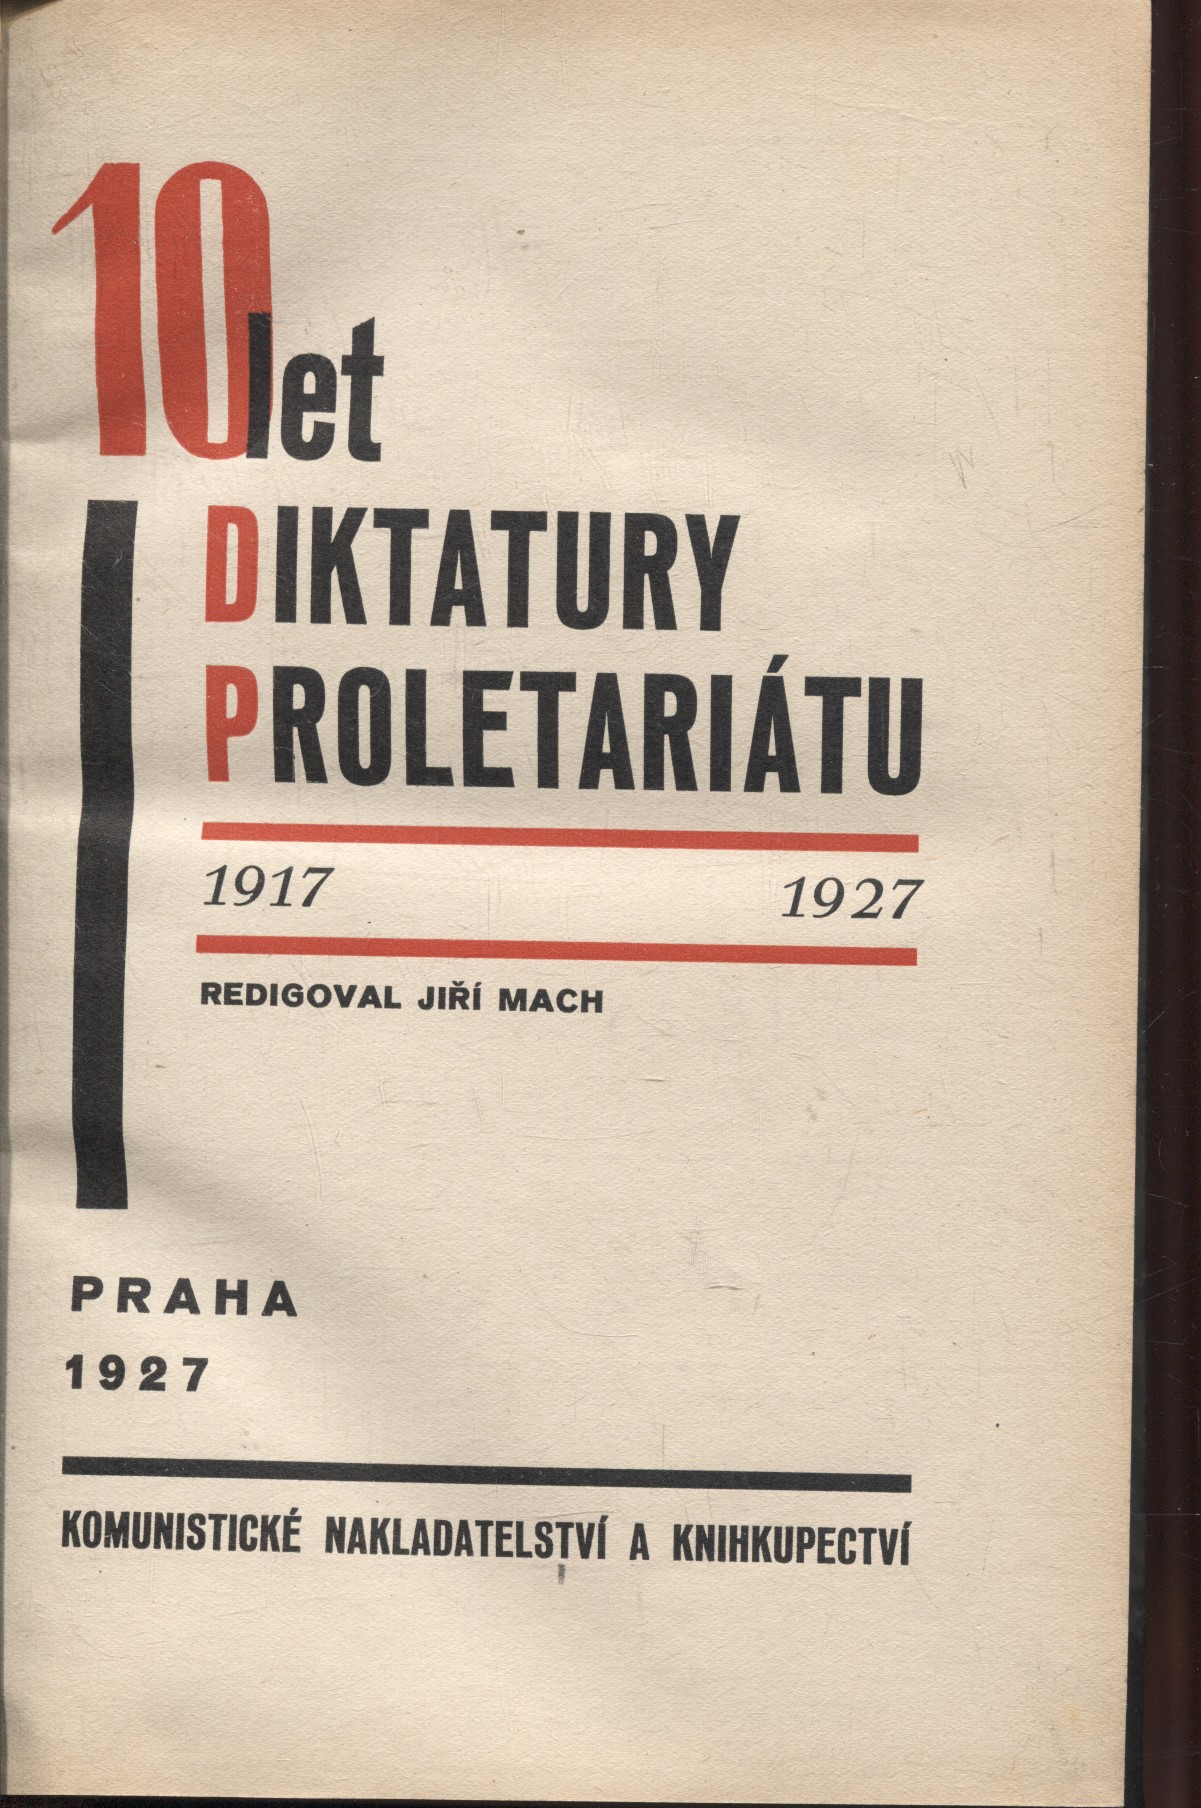 10 let
DIKTATURY
PROLETARIÁTU
1917 1927
REDIGOVAL JIŘÍ MACH
PRAHA
1927
KOMUNISTICKÉ NAKLADATELSTVÍ A KNIHKUPECTVÍ